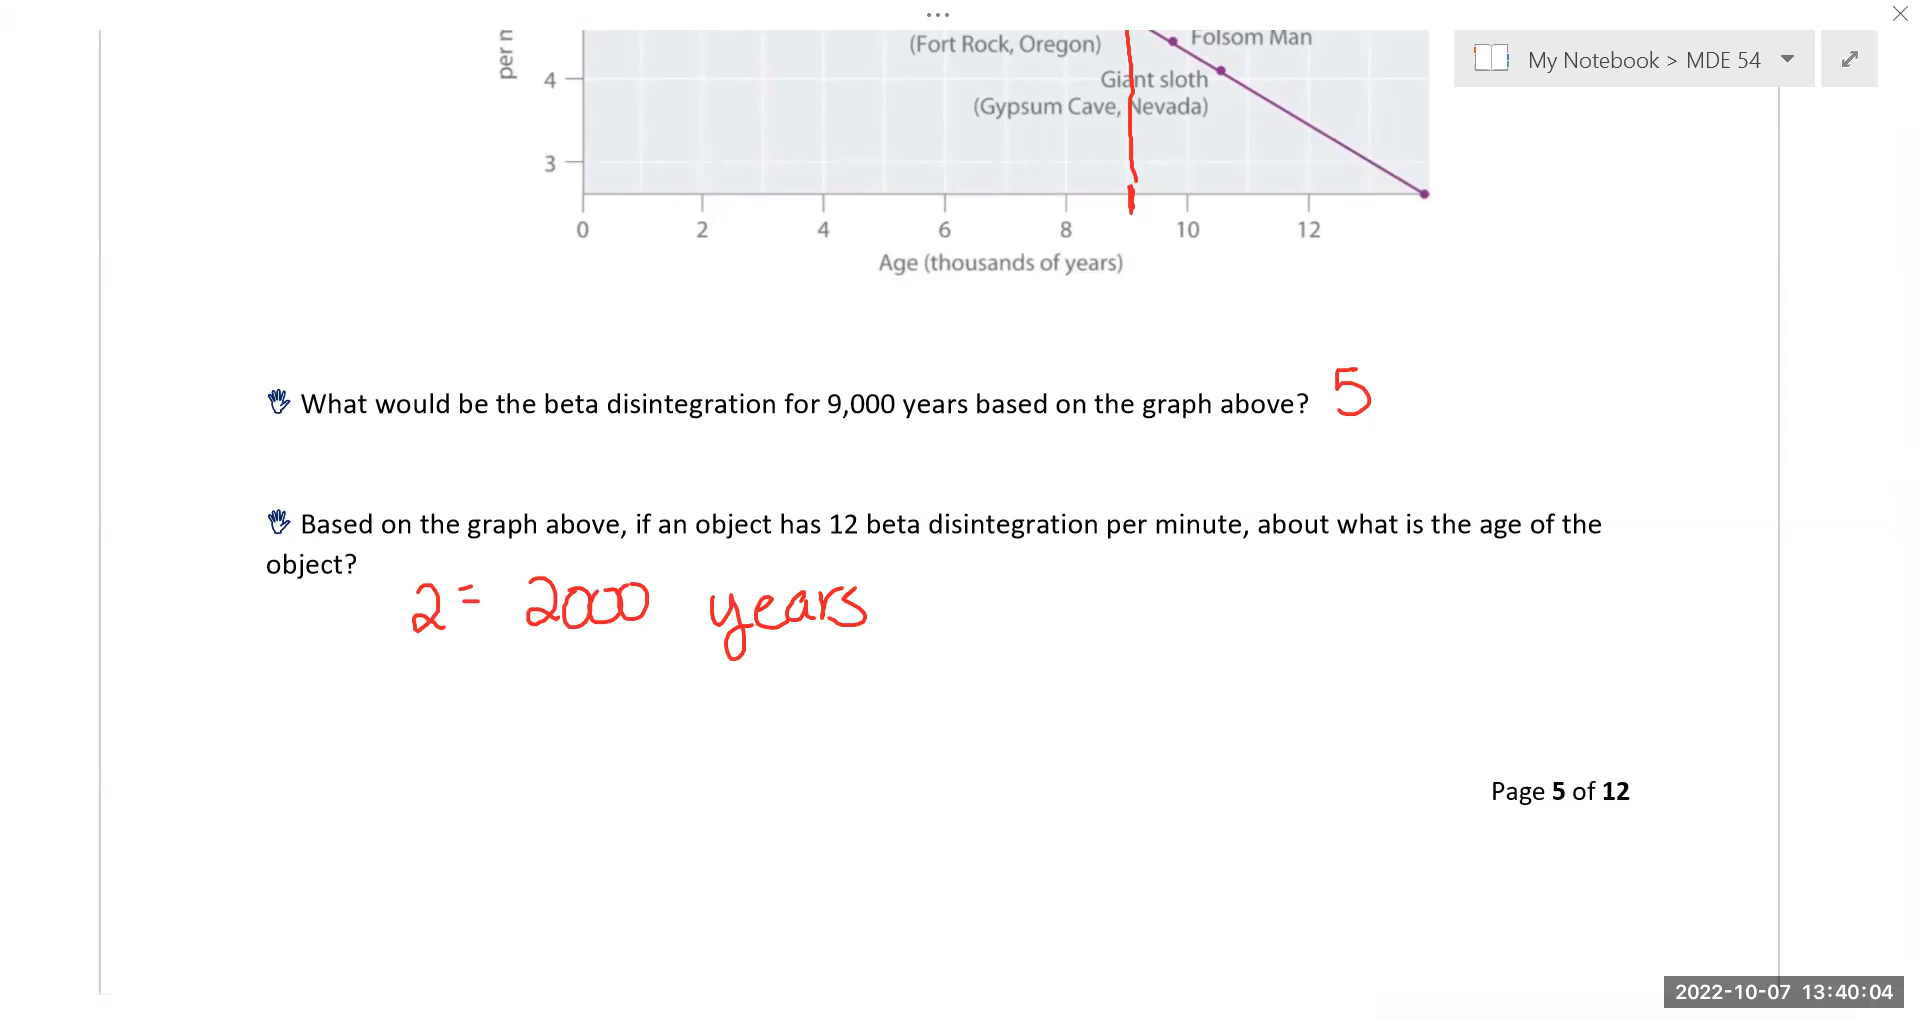 ...
per n
(Fort Rock, Oregon)
Folsom Man
My Notebook > MDE 54
4
Giant sloth
(Gypsum Cave, Nevada)
3
0 2 4 6 8 10 12
Age (thousands of years)
What would be the beta disintegration for 9,000 years based on the graph above? 5
Based on the graph above, if an object has 12 beta disintegration per minute, about what is the age of the
object?
2 = 2000 years
Page 5 of 12
2022-10-07 13:40:04